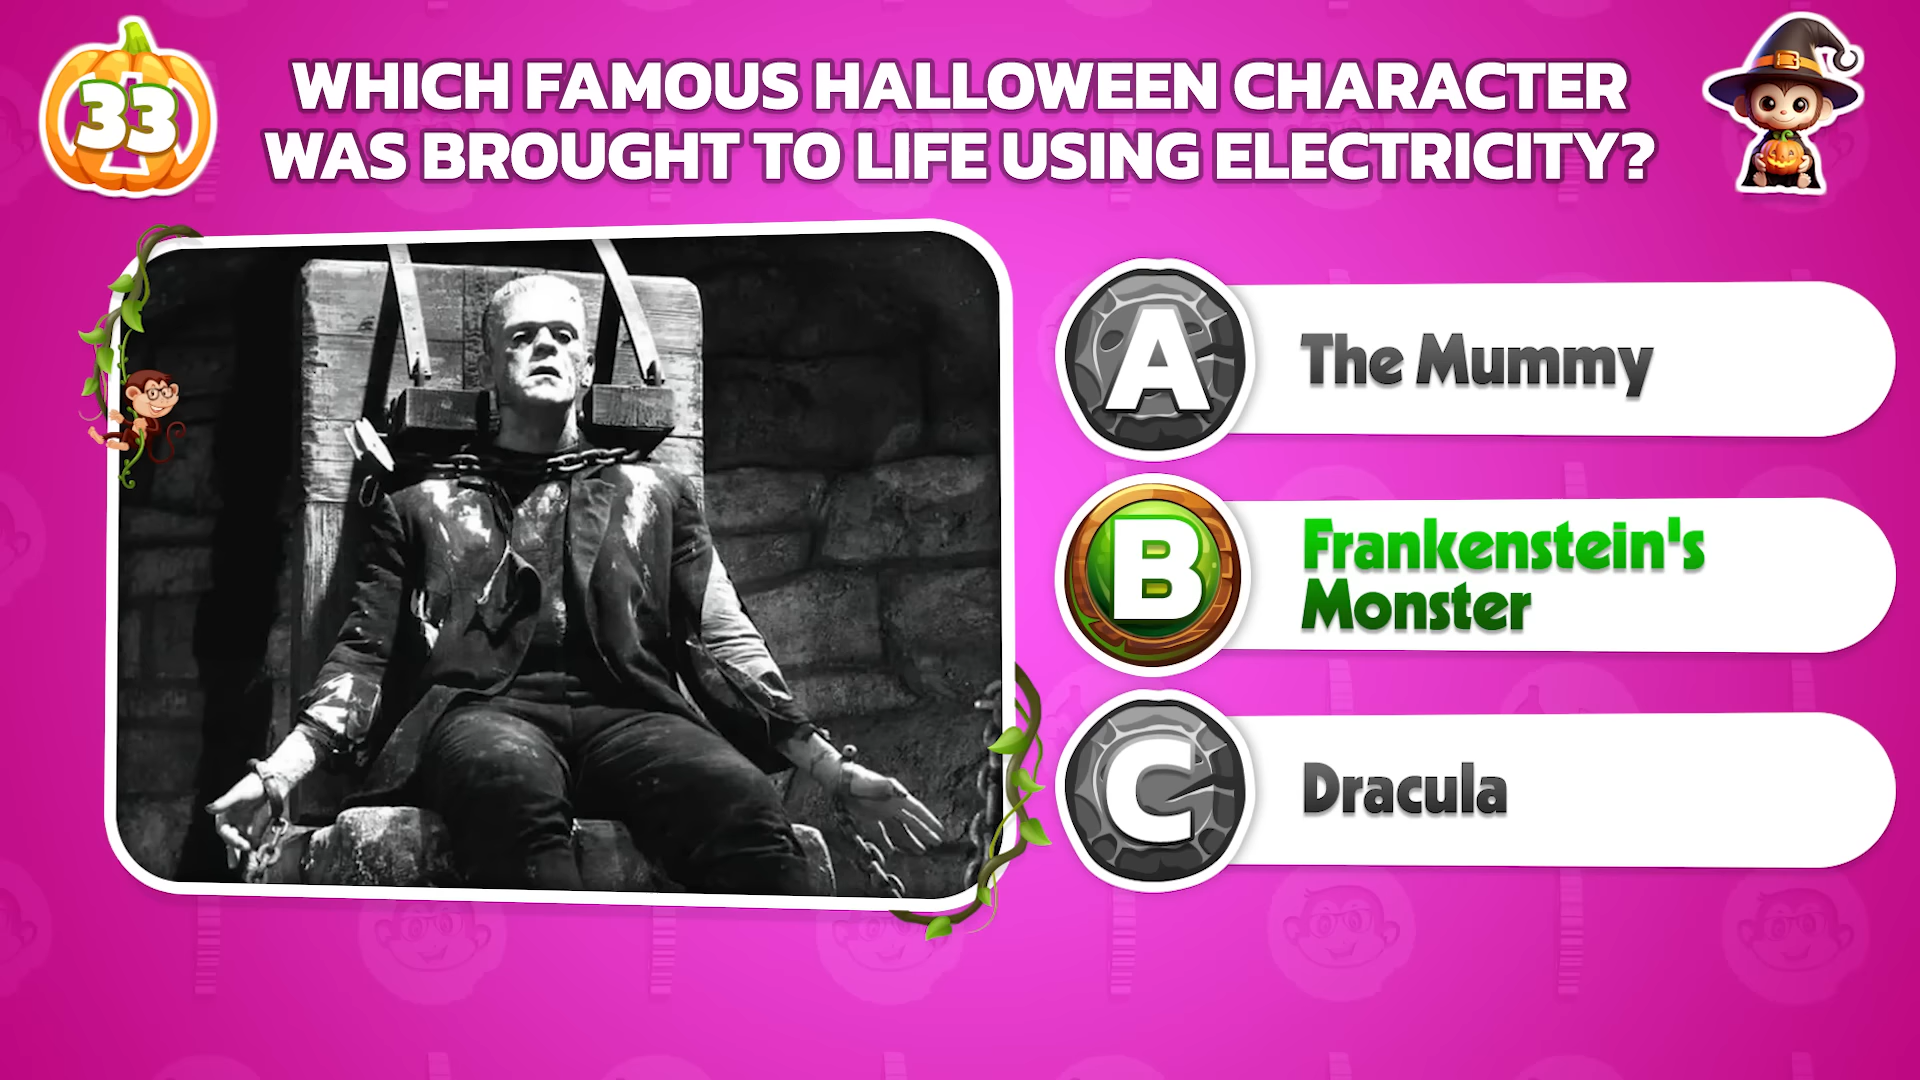 33
WHICH FAMOUS HALLOWEEN CHARACTER
WAS BROUGHT TO LIFE USING ELECTRICITY?
A
The Mummy
B
Frankenstein's
Monster
C
Dracula